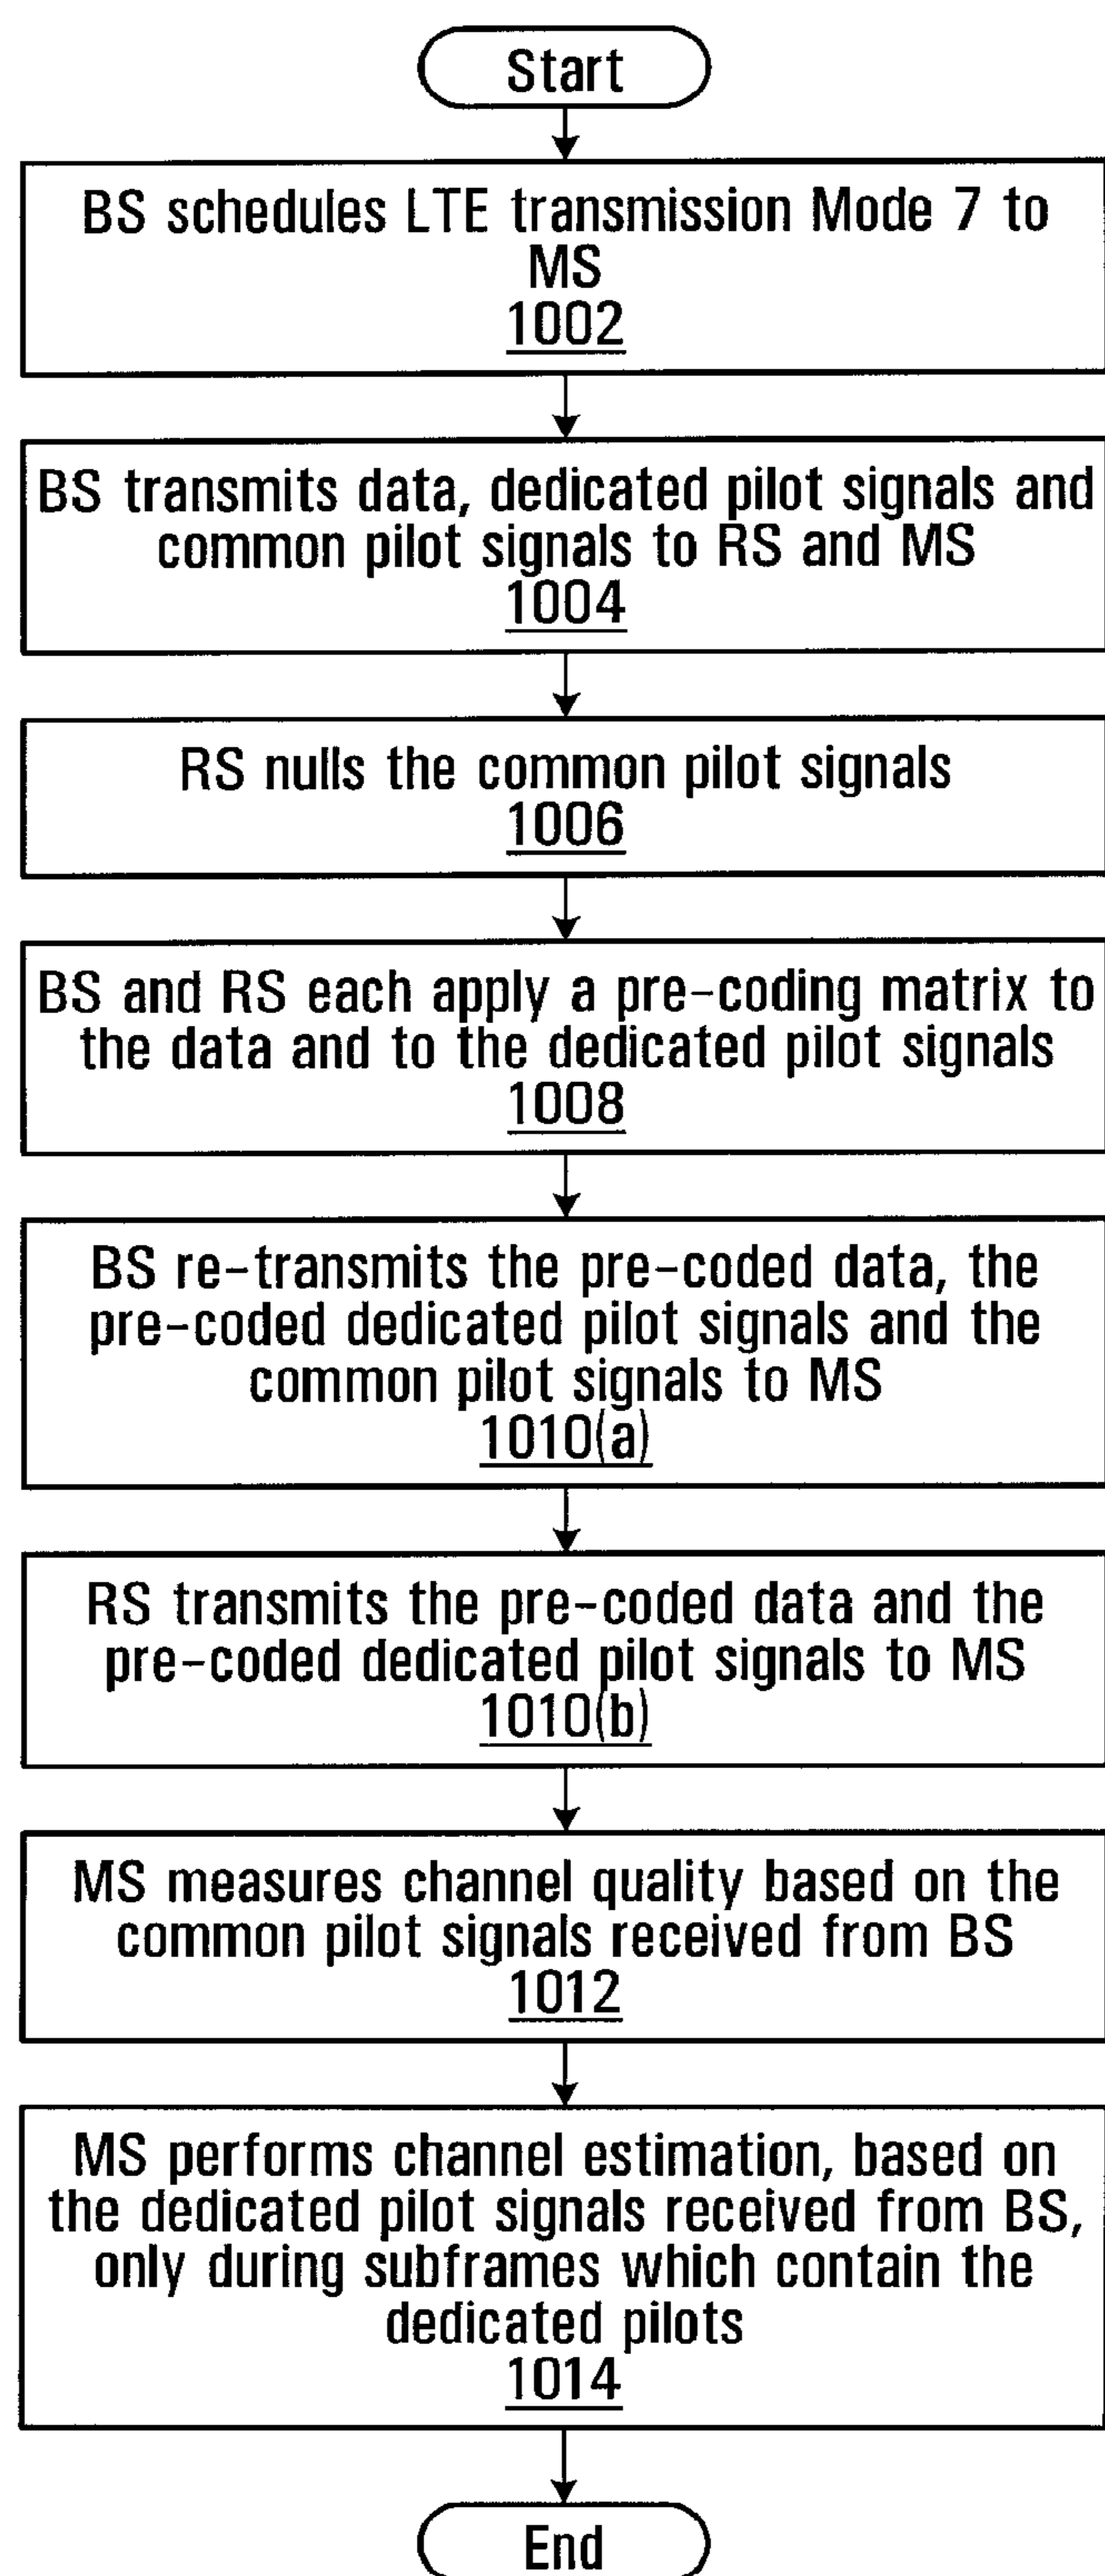 Start
BS schedules LTE transmission Mode 7 to
MS
1002
BS transmits data, dedicated pilot signals and
common pilot signals to RS and MS
1004
RS nulls the common pilot signals
1006
BS and RS each apply a pre-coding matrix to
the data and to the dedicated pilot signals
1008
BS re-transmits the pre-coded data, the
pre-coded dedicated pilot signals and the
common pilot signals to MS
1010(a)
RS transmits the pre-coded data and the
pre-coded dedicated pilot signals to MS
1010(b)
MS measures channel quality based on the
common pilot signals received from BS
1012
MS performs channel estimation, based on
the dedicated pilot signals received from BS,
only during subframes which contain the
dedicated pilots
1014
End